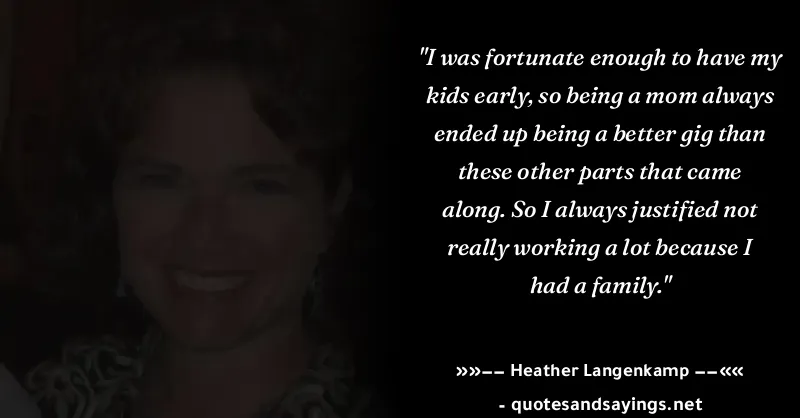 "I was fortunate enough to have my
kids early, so being a mom always
ended up being a better gig than
these other parts that came
along. So I always justified not
really working a lot because I
had a family."
»»-- Heather Langenkamp --««
- quotesandsayings.net